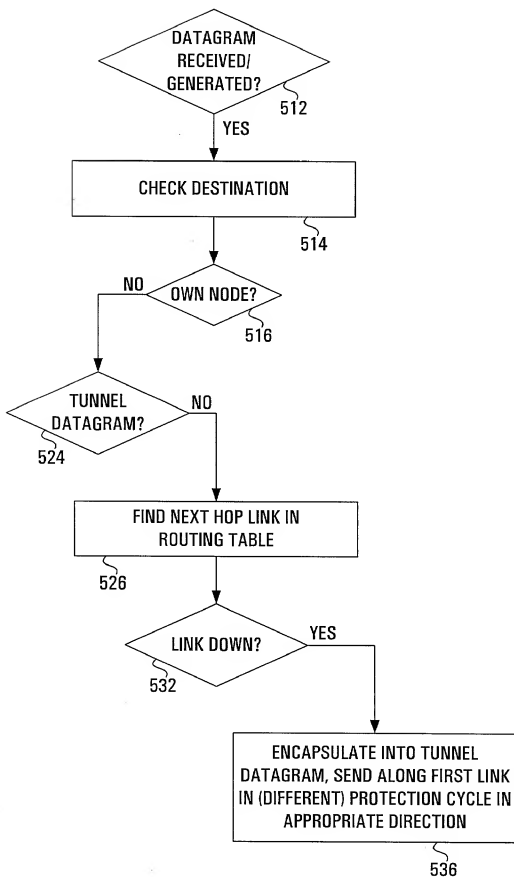 DATAGRAM
RECEIVED/
GENERATED?
512
YES
CHECK DESTINATION
514
NO
OWN NODE?
516
TUNNEL
DATAGRAM?
NO
524
FIND NEXT HOP LINK IN
ROUTING TABLE
526
LINK DOWN?
YES
532
ENCAPSULATE INTO TUNNEL
DATAGRAM, SEND ALONG FIRST LINK
IN (DIFFERENT) PROTECTION CYCLE IN
APPROPRIATE DIRECTION
536